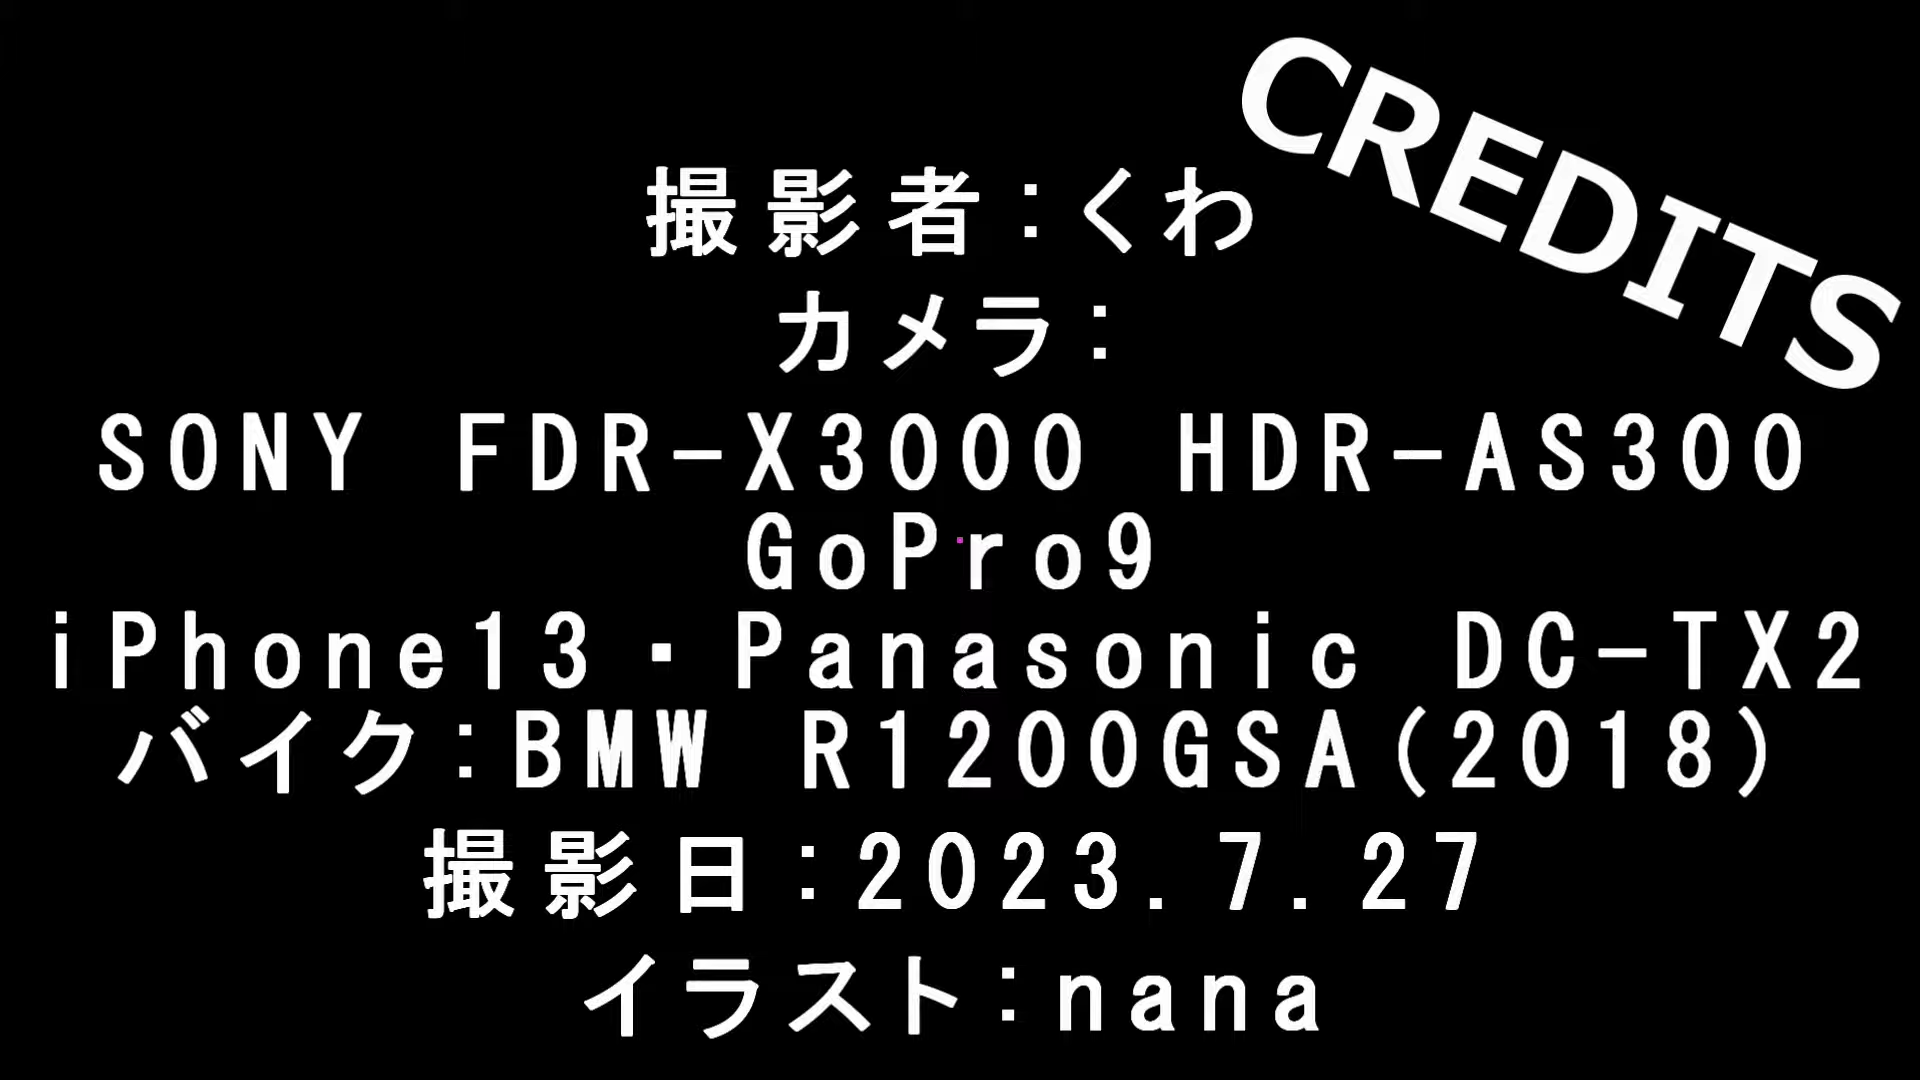 CREDITS
撮影者:くわ
カメラ:
SONY FDR-X3000 HDR-AS300
GoPro9
iPhone13・Panasonic DC-TX2
バイク:BMW R1200GSA(2018)
撮影日:2023.7.27
イラスト:nana